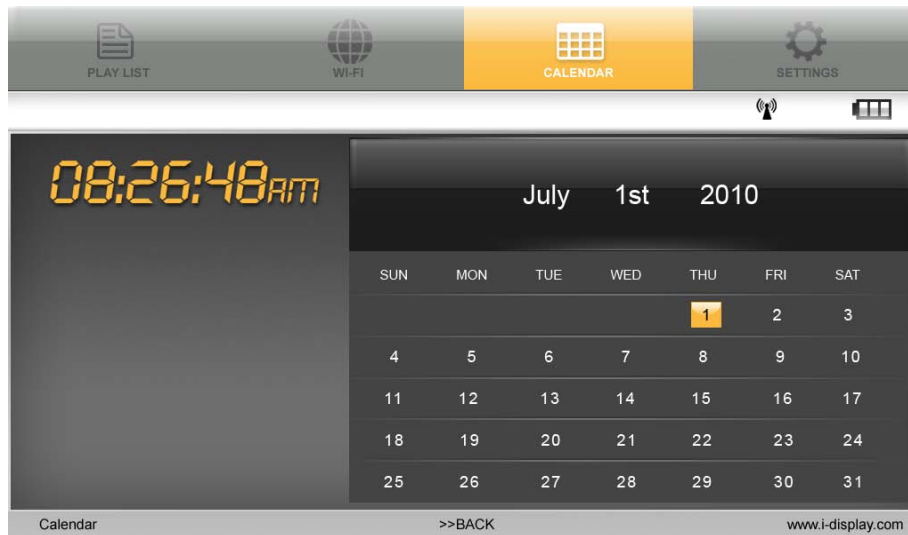 PLAY LIST WI-FI CALENDAR SETTINGS
08:26:48AM
July 1st 2010
SUN MON TUE WED THU FRI SAT
1 2 3
4 5 6 7 8 9 10
11 12 13 14 15 16 17
18 19 20 21 22 23 24
25 26 27 28 29 30 31
Calendar >>BACK www.i-display.com